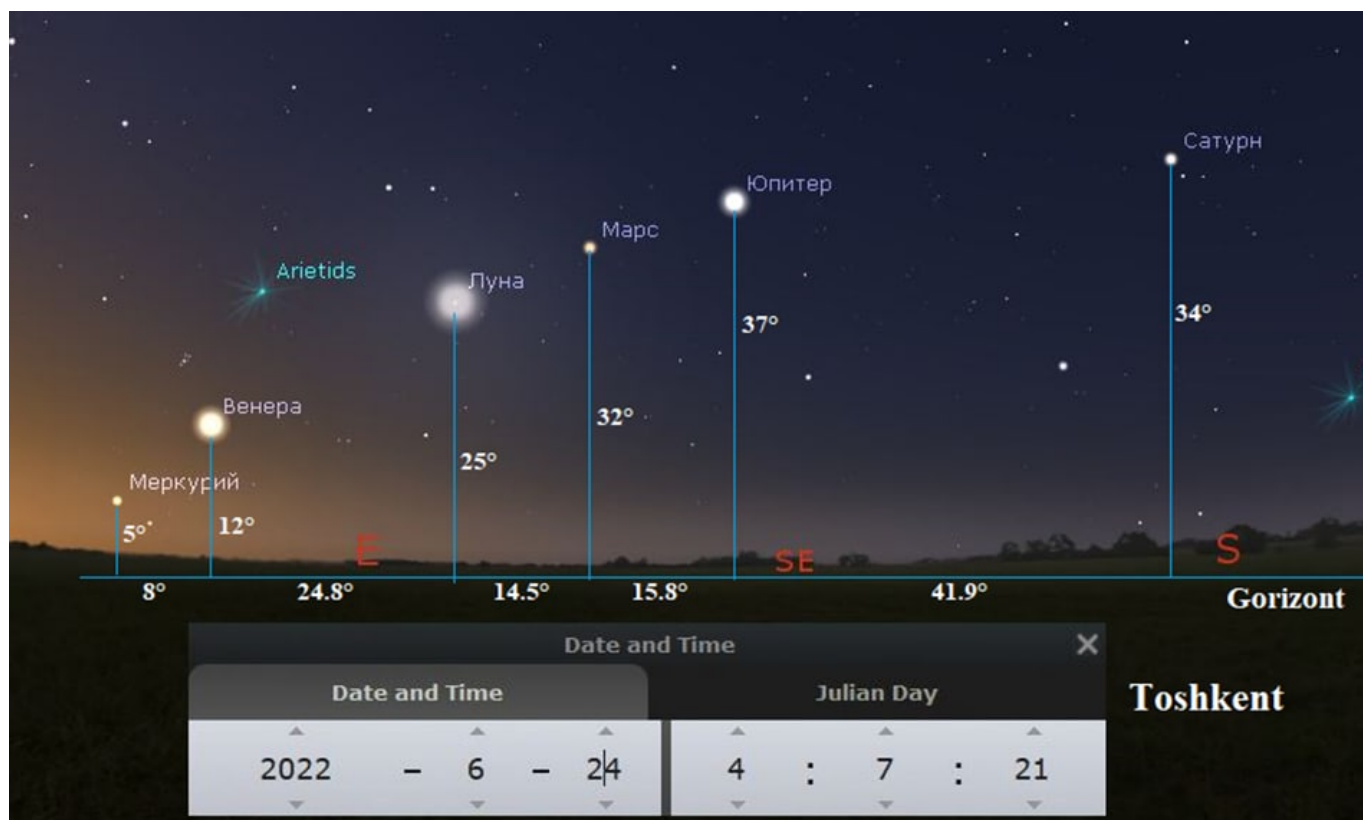 Сатурн
Юпитер
Марс
Arietids
Луна
34°
37°
Венера
32°
25°
Меркурий
5°
12°
E
SE
S
8°
24.8°
14.5°
15.8°
41.9°
Gorizont
Date and Time
Date and Time
Julian Day
Toshkent
2022 – 6 – 24
4 : 7 : 21